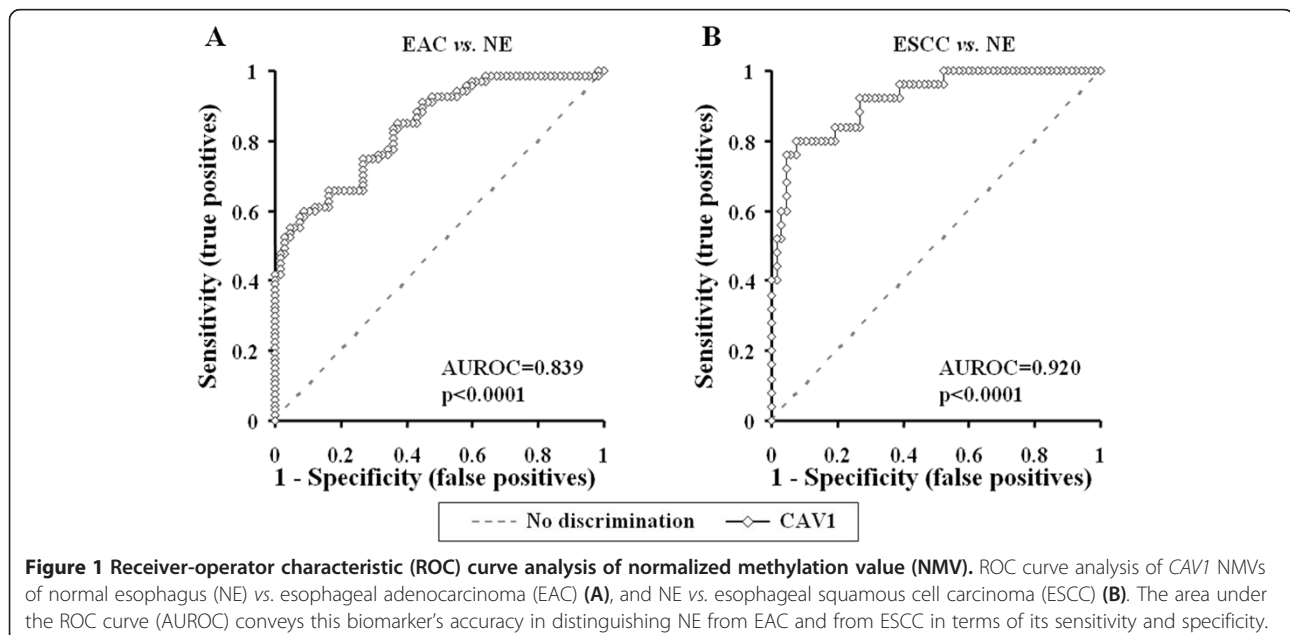 A
EAC vs. NE
Sensitivity (true positives)
1
0.8
0.6
0.4
0.2
0
AUROC=0.839
p<0.0001
0 0.2 0.4 0.6 0.8 1
1 - Specificity (false positives)
B
ESCC vs. NE
Sensitivity (true positives)
1
0.8
0.6
0.4
0.2
0
AUROC=0.920
p<0.0001
0 0.2 0.4 0.6 0.8 1
1 - Specificity (false positives)
No discrimination CAV1
Figure 1 Receiver-operator characteristic (ROC) curve analysis of normalized methylation value (NMV). ROC curve analysis of CAV1 NMVs
of normal esophagus (NE) vs. esophageal adenocarcinoma (EAC) (A), and NE vs. esophageal squamous cell carcinoma (ESCC) (B). The area under
the ROC curve (AUROC) conveys this biomarker's accuracy in distinguishing NE from EAC and from ESCC in terms of its sensitivity and specificity.